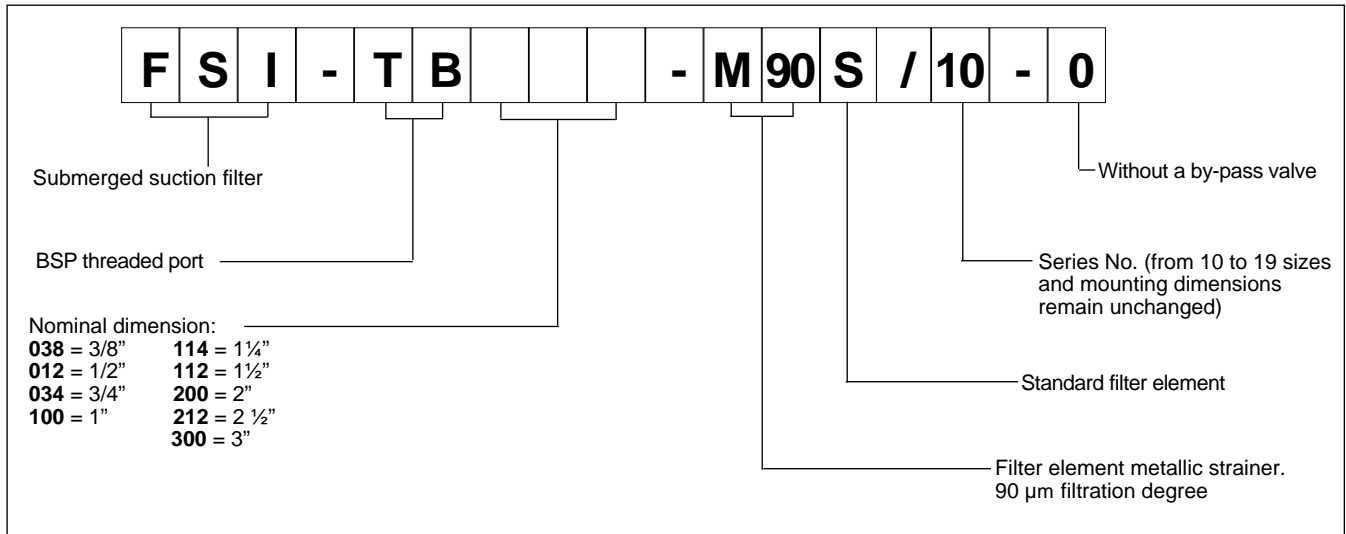 F S I - T B - M 90 S / 10 - 0
Submerged suction filter
Without a by-pass valve
BSP threaded port
Series No. (from 10 to 19 sizes
and mounting dimensions
remain unchanged)
Nominal dimension:
038 = 3/8” 114 = 1¼”
012 = 1/2” 112 = 1½”
034 = 3/4” 200 = 2”
100 = 1” 212 = 2 ½”
300 = 3”
Standard filter element
Filter element metallic strainer.
90 µm filtration degree